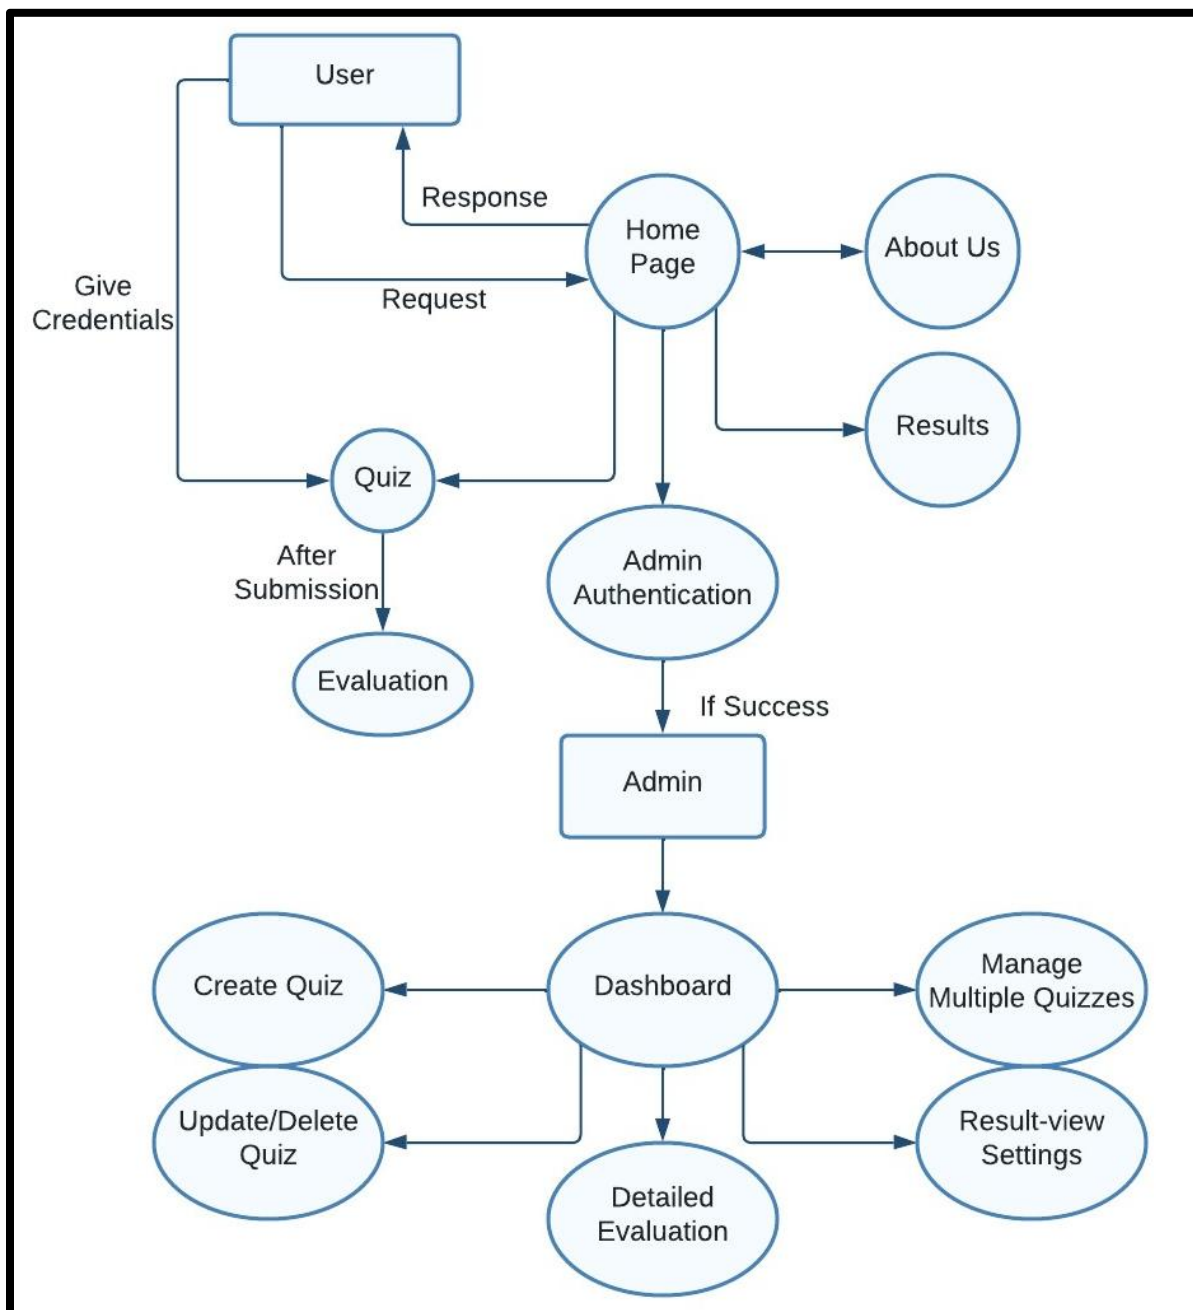 User
Response
Home
Page
About Us
Give
Credentials
Request
Results
Quiz
After
Submission
Admin
Authentication
Evaluation
If Success
Admin
Create Quiz
Dashboard
Manage
Multiple Quizzes
Update/Delete
Quiz
Result-view
Settings
Detailed
Evaluation